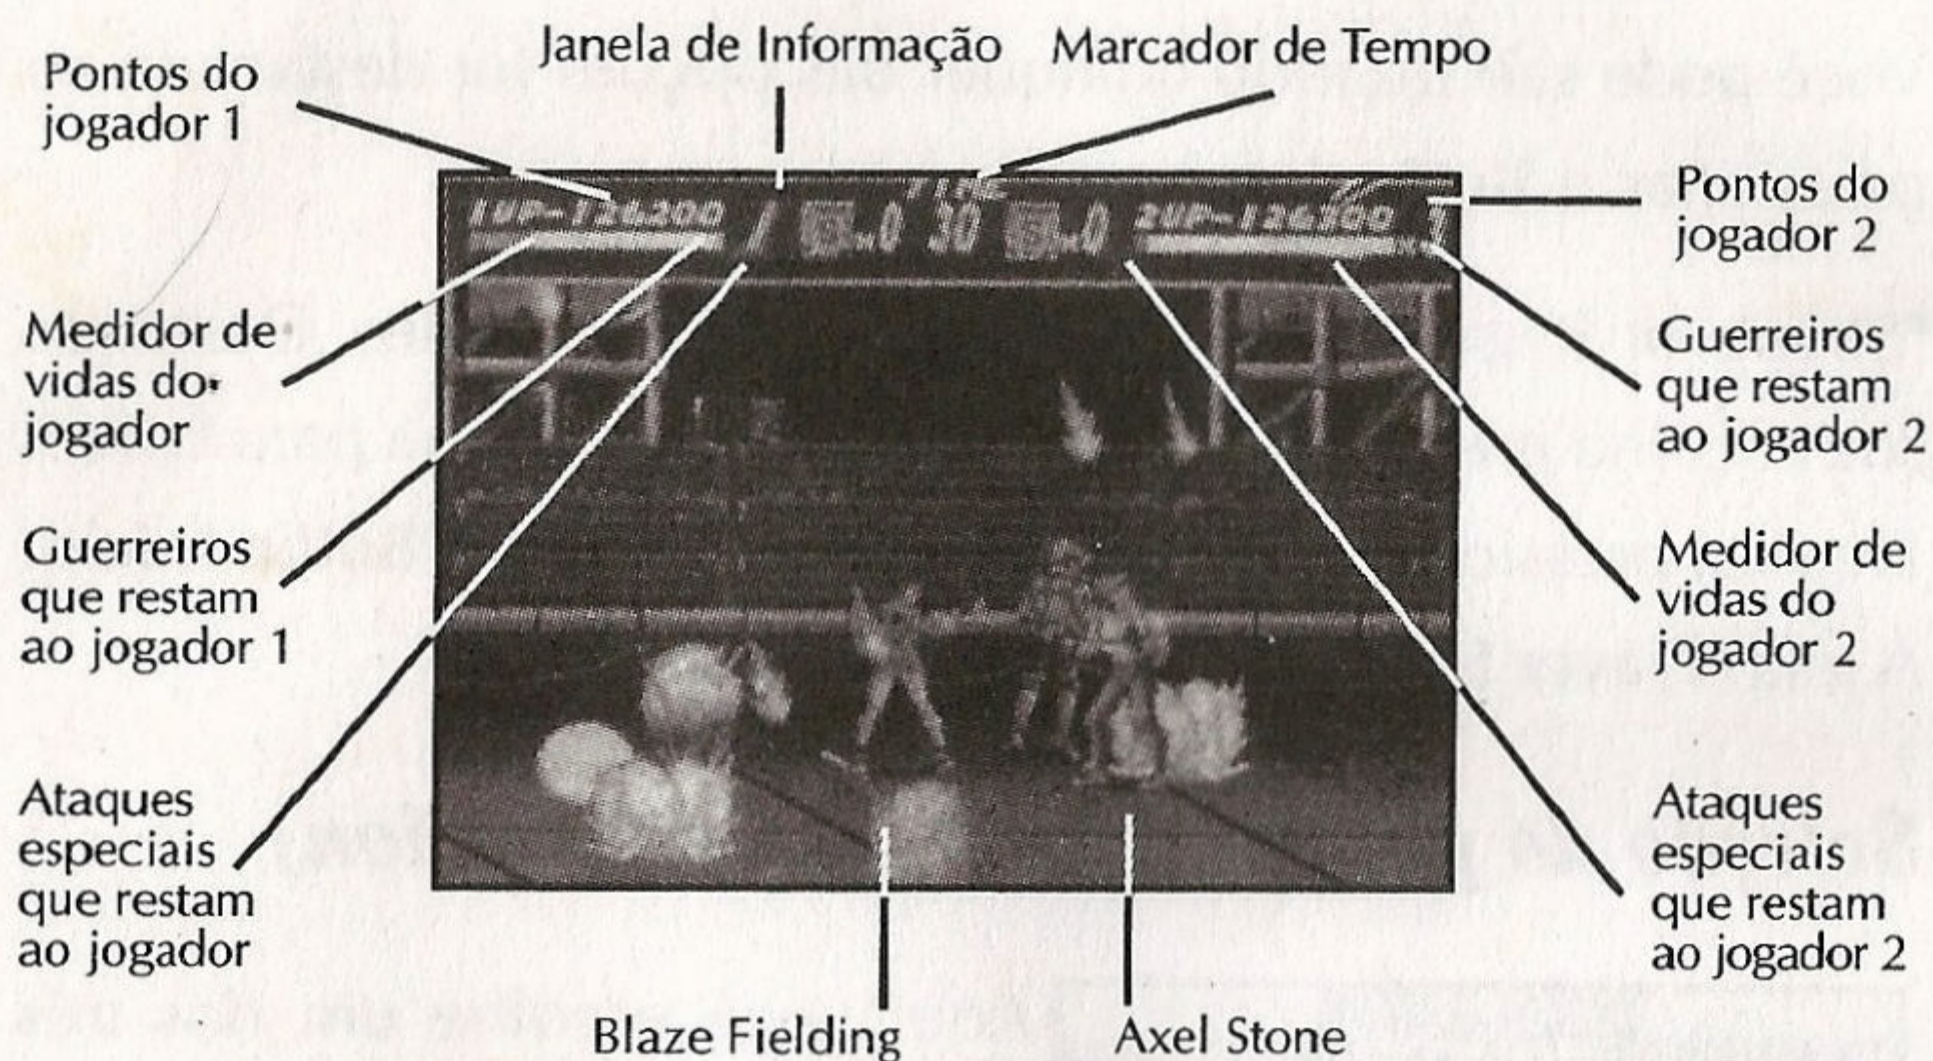 Janela de Informação
Marcador de Tempo
Pontos do
jogador 1
Pontos do
jogador 2
TIME
1UP-126200
0
30
0
2UP-126300
Medidor de
vidas do
jogador
Guerreiros
que restam
ao jogador 2
Guerreiros
que restam
ao jogador 1
Medidor de
vidas do
jogador 2
Ataques
especiais
que restam
ao jogador
Ataques
especiais
que restam
ao jogador 2
Blaze Fielding
Axel Stone